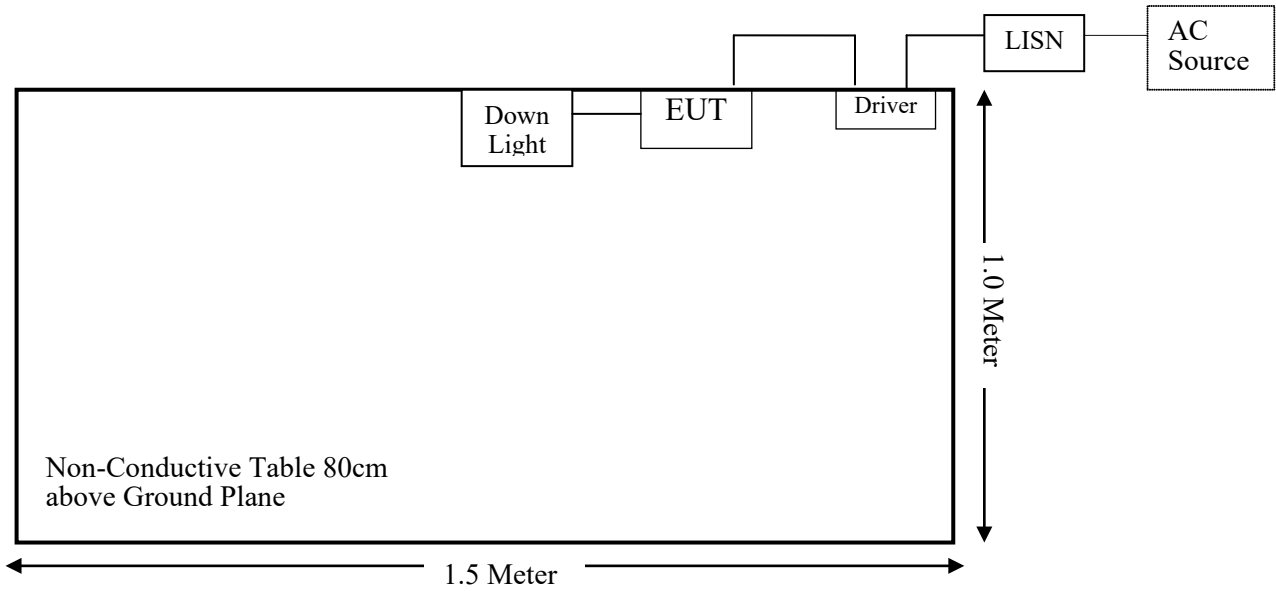 LISN
AC
Source
Down
Light
EUT
Driver
1.0 Meter
Non-Conductive Table 80cm
above Ground Plane
1.5 Meter